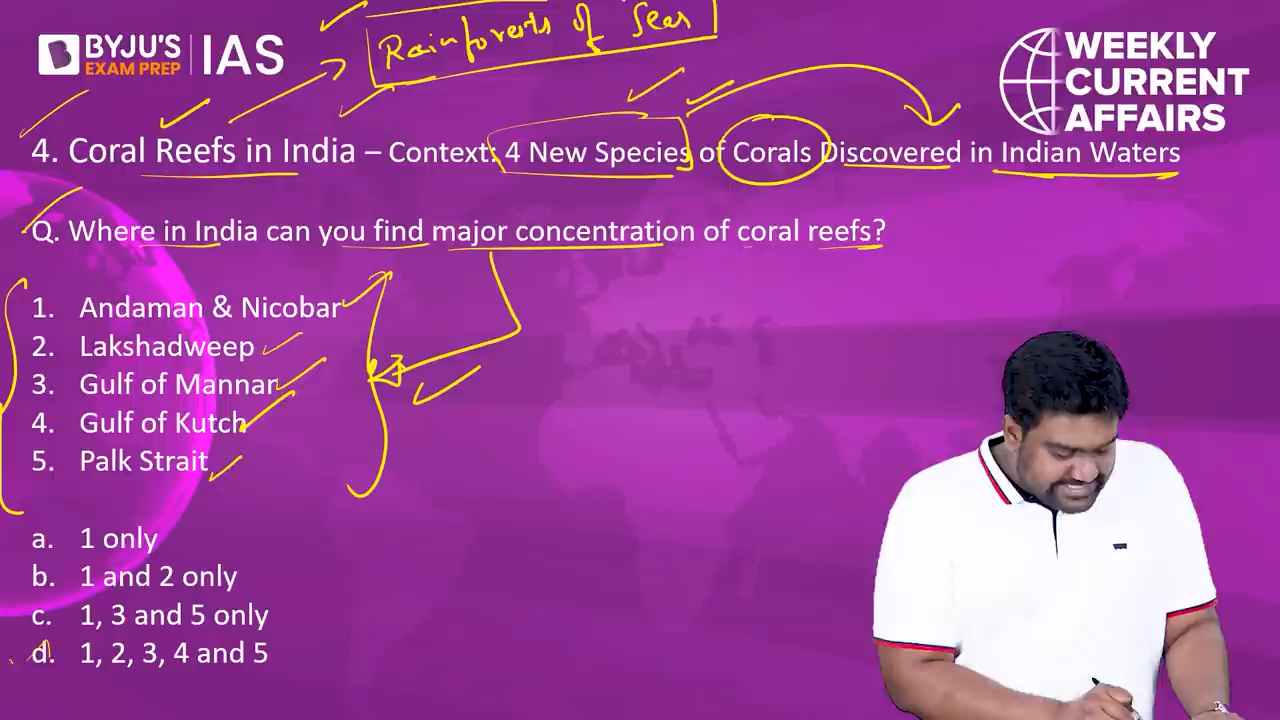 Rainforests of Seas
BYJU'S
EXAM PREP
IAS
WEEKLY
CURRENT
AFFAIRS
4. Coral Reefs in India – Context: 4 New Species of Corals Discovered in Indian Waters
Q. Where in India can you find major concentration of coral reefs?
1. Andaman & Nicobar
2. Lakshadweep
3. Gulf of Mannar
4. Gulf of Kutch
5. Palk Strait
a. 1 only
b. 1 and 2 only
c. 1, 3 and 5 only
d. 1, 2, 3, 4 and 5